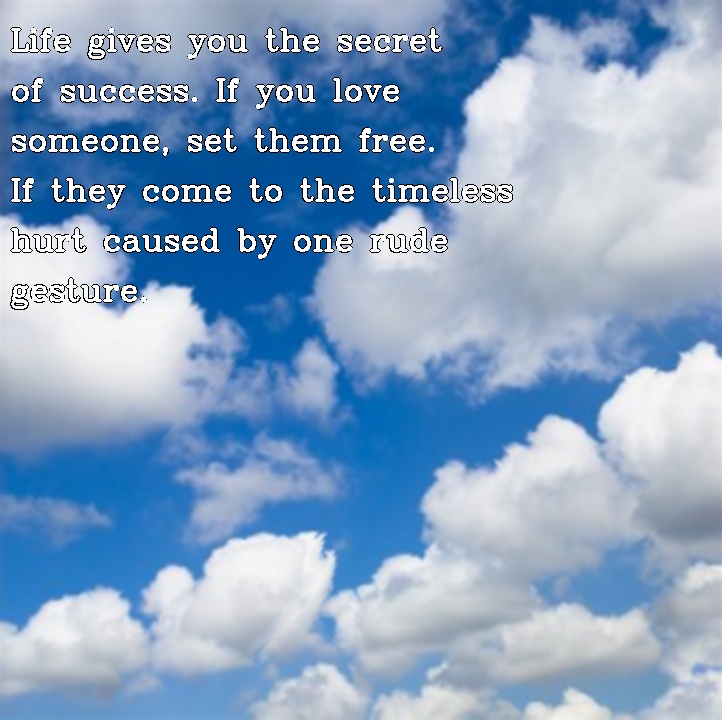 Life gives you the secret
of success. If you love
someone, set them free.
If they come to the timeless
hurt caused by one rude
gesture.